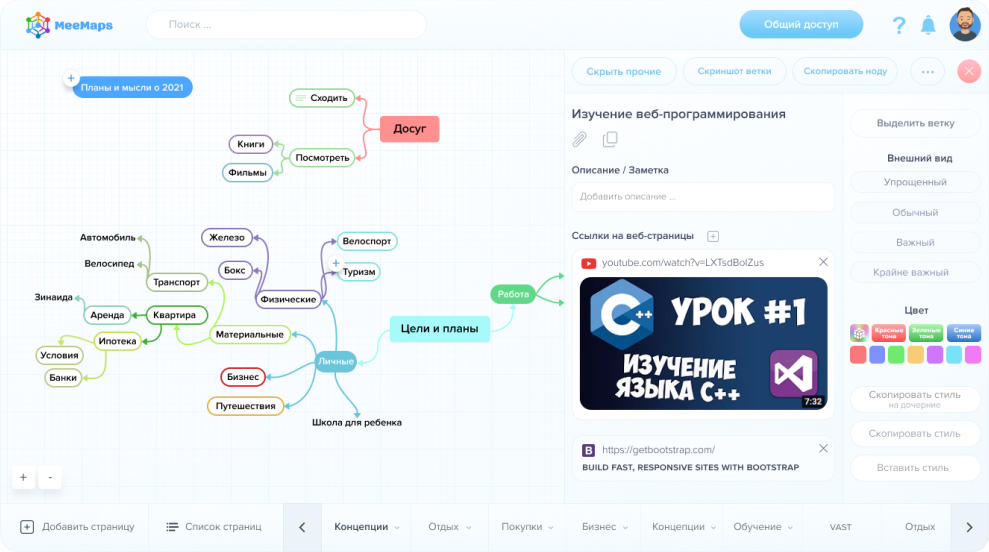 MeeMaps
Поиск ...
Общий доступ
?
+
Планы и мысли о 2021
Сходить
Досуг
Книги
Посмотреть
Фильмы
Автомобиль
Железо
Велоспорт
Велосипед
Бокс
+
Туризм
Транспорт
Физические
Зинаида
Аренда
Квартира
Работа
Цели и планы
Материальные
Ипотека
Условия
Личные
Банки
Бизнес
Путешествия
Школа для ребенка
+ -
Скрыть прочие
Скриншот ветки
Скопировать ноду
...
Изучение веб-программирования
Описание / Заметка
Добавить описание ...
Ссылки на веб-страницы
youtube.com/watch?v=LXTsdBolZus
C++
УРОК #1
ИЗУЧЕНИЕ
ЯЗЫКА C++
7:32
B
https://getbootstrap.com/
BUILD FAST, RESPONSIVE SITES WITH BOOTSTRAP
Выделить ветку
Внешний вид
Упрощенный
Обычный
Важный
Крайне важный
Цвет
Красные
тона
Зеленые
тона
Синие
тона
Скопировать стиль
на дочерние
Скопировать стиль
Вставить стиль
Добавить страницу
Список страниц
Концепции
Отдых
Покупки
Бизнес
Концепции
Обучение
VAST
Отдых